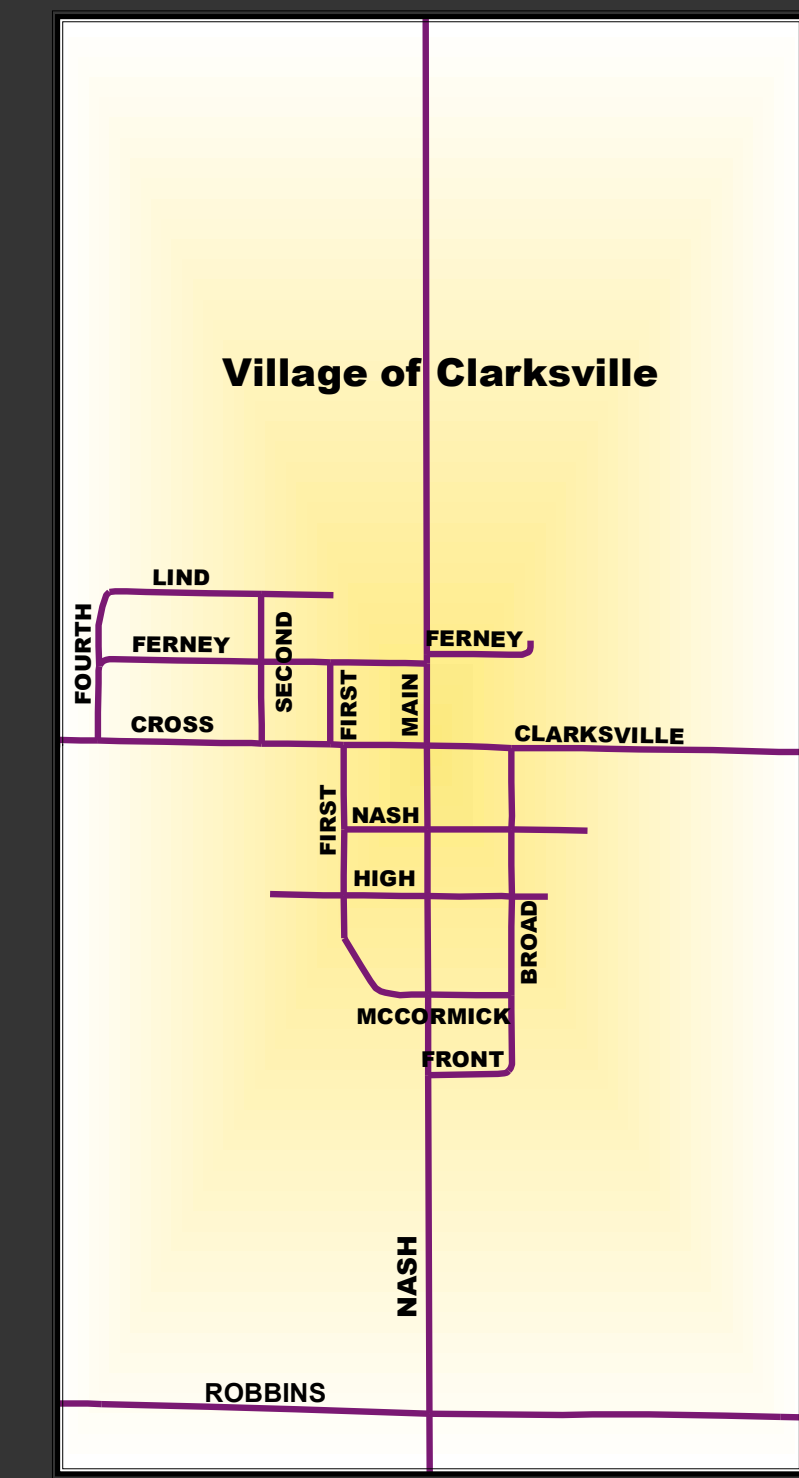 Village of Clarksville
LIND
FOURTH
FERNEY
SECOND
FERNEY
FIRST
MAIN
CROSS
CLARKSVILLE
FIRST
NASH
HIGH
BROAD
MCCORMICK
FRONT
NASH
ROBBINS